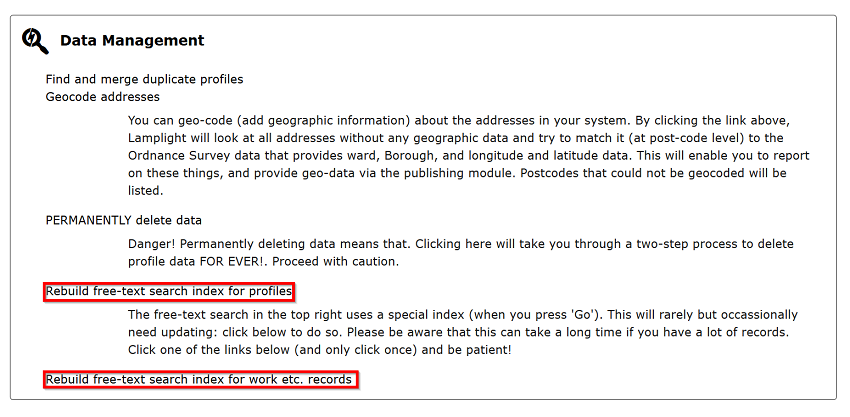 Data Management
Find and merge duplicate profiles
Geocode addresses
You can geo-code (add geographic information) about the addresses in your system. By clicking the link above,
Lamplight will look at all addresses without any geographic data and try to match it (at post-code level) to the
Ordnance Survey data that provides ward, Borough, and longitude and latitude data. This will enable you to report
on these things, and provide geo-data via the publishing module. Postcodes that could not be geocoded will be
listed.
PERMANENTLY delete data
Danger! Permanently deleting data means that. Clicking here will take you through a two-step process to delete
profile data FOR EVER!. Proceed with caution.
Rebuild free-text search index for profiles
The free-text search in the top right uses a special index (when you press 'Go'). This will rarely but occassionally
need updating: click below to do so. Please be aware that this can take a long time if you have a lot of records.
Click one of the links below (and only click once) and be patient!
Rebuild free-text search index for work etc. records